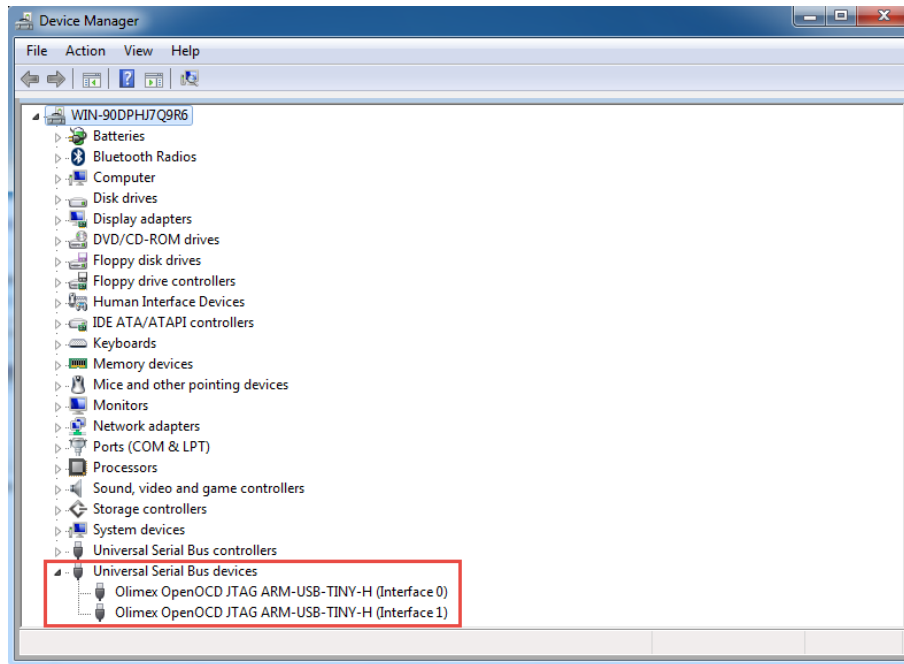 Device Manager
File Action View Help
WIN-90DPHJ7Q9R6
Batteries
Bluetooth Radios
Computer
Disk drives
Display adapters
DVD/CD-ROM drives
Floppy disk drives
Floppy drive controllers
Human Interface Devices
IDE ATA/ATAPI controllers
Keyboards
Memory devices
Mice and other pointing devices
Monitors
Network adapters
Ports (COM & LPT)
Processors
Sound, video and game controllers
Storage controllers
System devices
Universal Serial Bus controllers
Universal Serial Bus devices
Olimex OpenOCD JTAG ARM-USB-TINY-H (Interface 0)
Olimex OpenOCD JTAG ARM-USB-TINY-H (Interface 1)